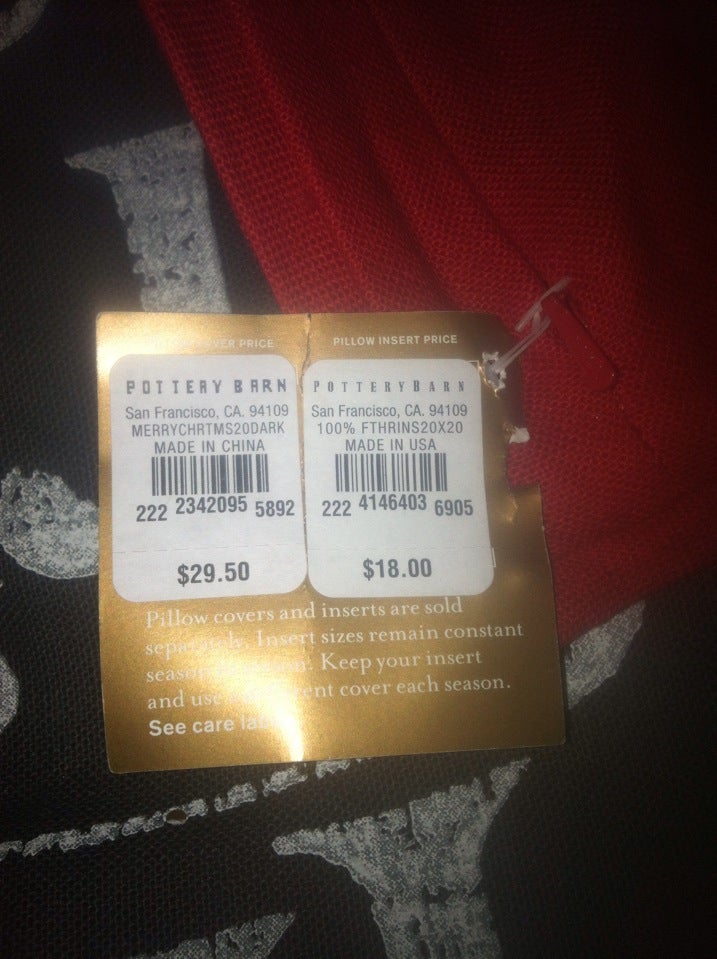 VER PRICE
POTTERY BARN
San Francisco, CA. 94109
MERRYCHRTMS20DARK
MADE IN CHINA
222 2342095 5892
$29.50
PILLOW INSERT PRICE
POTTERY BARN
San Francisco, CA. 94109
100% FTHRINS20X20
MADE IN USA
222 4146403 6905
$18.00
Pillow covers and inserts are sold
Insert sizes remain constant
Keep your insert
and use cover each season.
See care